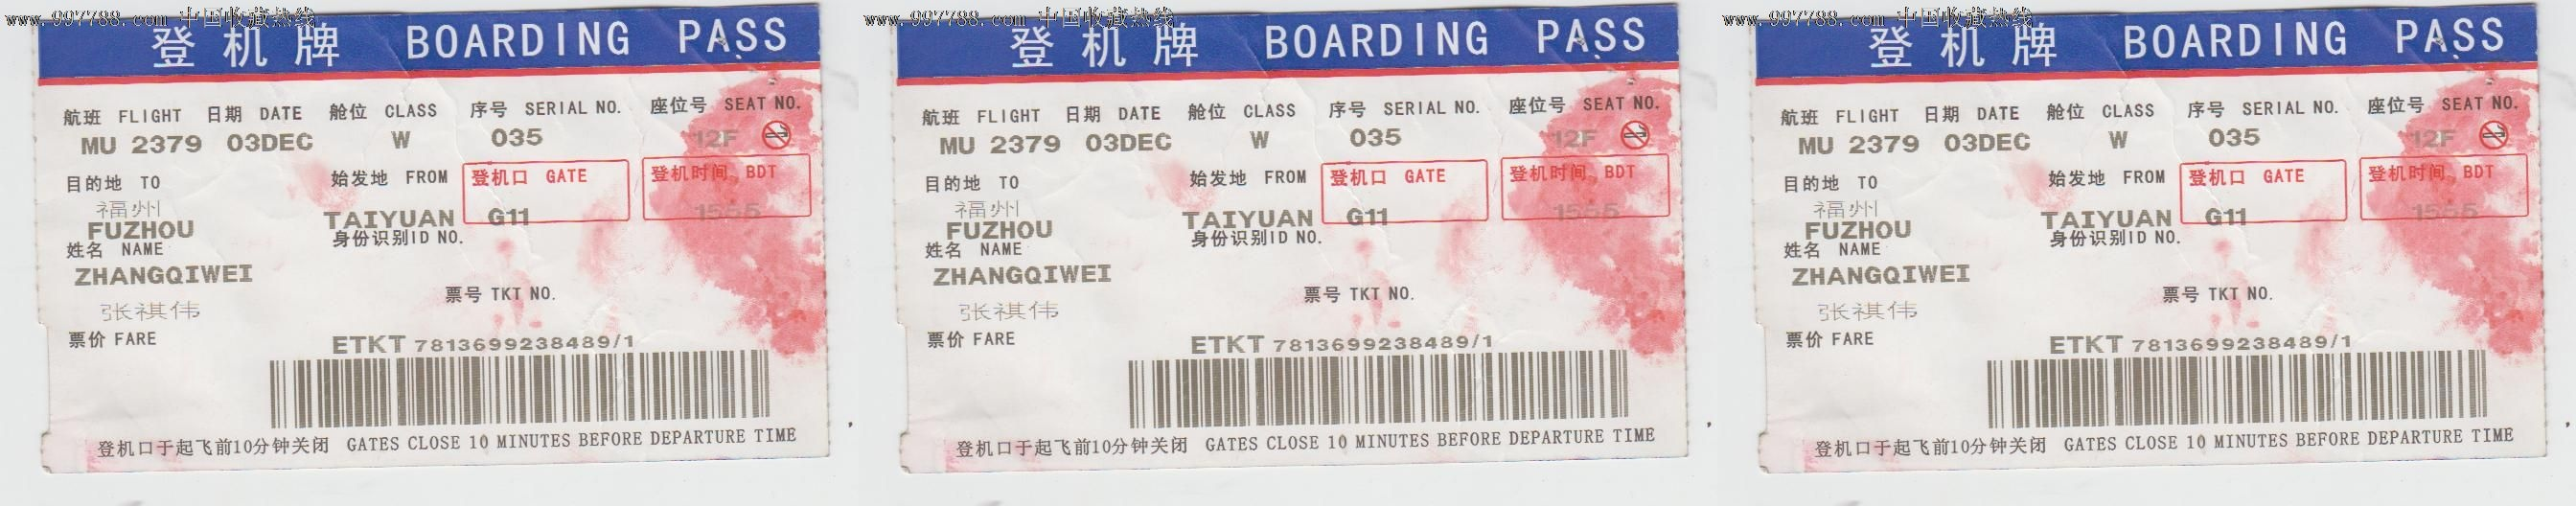 www.997788.com 中国收藏热线
登机牌 BOARDING PASS
航班 FLIGHT 日期 DATE 舱位 CLASS 序号 SERIAL NO. 座位号 SEAT NO.
MU 2379 03DEC W 035 12F
目的地 TO 始发地 FROM 登机口 GATE 登机时间 BDT
福州
FUZHOU TAIYUAN G11 1555
姓名 NAME 身份识别ID NO.
ZHANGQIWEI
票号 TKT NO.
张祺伟
票价 FARE ETKT 7813699238489/1
登机口于起飞前10分钟关闭 GATES CLOSE 10 MINUTES BEFORE DEPARTURE TIME
www.997788.com 中国收藏热线
登机牌 BOARDING PASS
航班 FLIGHT 日期 DATE 舱位 CLASS 序号 SERIAL NO. 座位号 SEAT NO.
MU 2379 03DEC W 035 12F
目的地 TO 始发地 FROM 登机口 GATE 登机时间 BDT
福州
FUZHOU TAIYUAN G11 1555
姓名 NAME 身份识别ID NO.
ZHANGQIWEI
票号 TKT NO.
张祺伟
票价 FARE ETKT 7813699238489/1
登机口于起飞前10分钟关闭 GATES CLOSE 10 MINUTES BEFORE DEPARTURE TIME
www.997788.com 中国收藏热线
登机牌 BOARDING PASS
航班 FLIGHT 日期 DATE 舱位 CLASS 序号 SERIAL NO. 座位号 SEAT NO.
MU 2379 03DEC W 035 12F
目的地 TO 始发地 FROM 登机口 GATE 登机时间 BDT
福州
FUZHOU TAIYUAN G11 1555
姓名 NAME 身份识别ID NO.
ZHANGQIWEI
票号 TKT NO.
张祺伟
票价 FARE ETKT 7813699238489/1
登机口于起飞前10分钟关闭 GATES CLOSE 10 MINUTES BEFORE DEPARTURE TIME